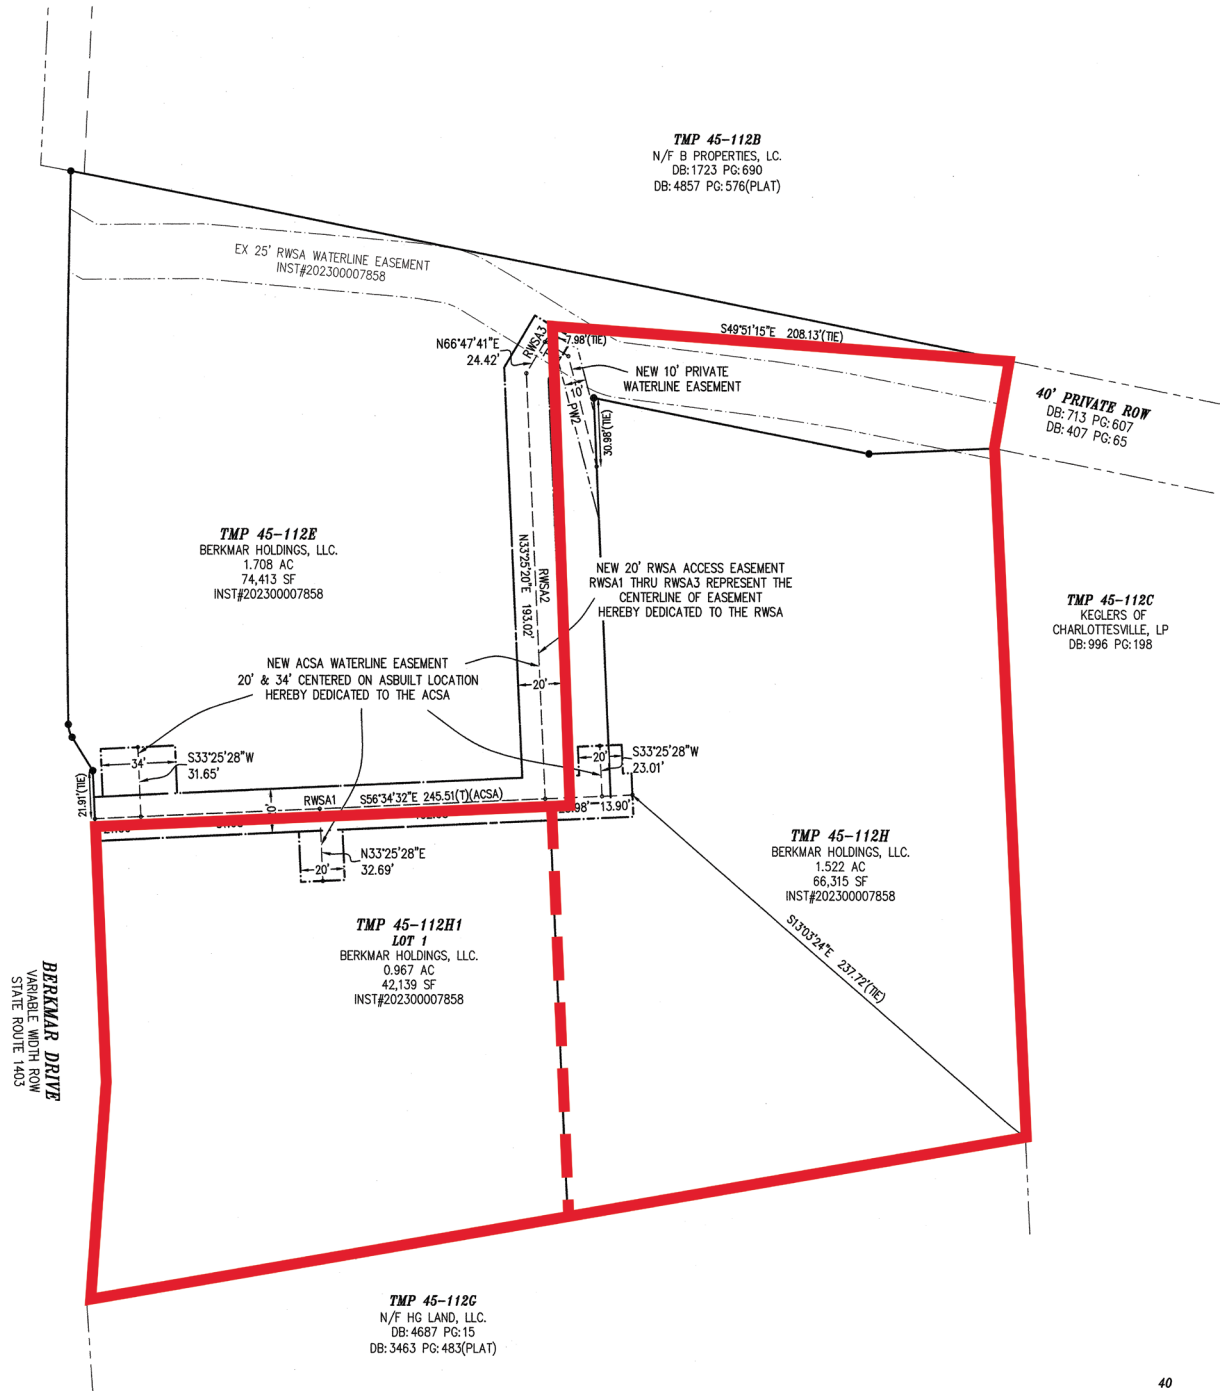 TMP 45-112B
N/F B PROPERTIES, LC.
DB: 1723 PG: 690
DB: 4857 PG: 576(PLAT)
EX 25' RWSA WATERLINE EASEMENT
INST#202300007858
S49°51'15"E 208.13'(TIE)
N66°47'41"E
24.42'
RWSA3
7.98'(TIE)
NEW 10' PRIVATE
WATERLINE EASEMENT
10'
PW2
30.98'(TIE)
40' PRIVATE ROW
DB: 713 PG: 607
DB: 407 PG: 65
TMP 45-112E
BERKMAR HOLDINGS, LLC.
1.708 AC
74,413 SF
INST#202300007858
N33°25'20"E 193.02'
RWSA2
NEW 20' RWSA ACCESS EASEMENT
RWSA1 THRU RWSA3 REPRESENT THE
CENTERLINE OF EASEMENT
HEREBY DEDICATED TO THE RWSA
TMP 45-112C
KEGLERS OF
CHARLOTTESVILLE, LP
DB: 996 PG: 198
NEW ACSA WATERLINE EASEMENT
20' & 34' CENTERED ON ASBUILT LOCATION
HEREBY DEDICATED TO THE ACSA
20'
34'
S33°25'28"W
31.65'
20'
S33°25'28"W
23.01'
21.91'(TIE)
RWSA1
S56°34'32"E 245.51(T)(ACSA)
13.90'
20'
N33°25'28"E
32.69'
TMP 45-112H
BERKMAR HOLDINGS, LLC.
1.522 AC
66,315 SF
INST#202300007858
TMP 45-112H1
LOT 1
BERKMAR HOLDINGS, LLC.
0.967 AC
42,139 SF
INST#202300007858
S13°03'24"E 237.72'(TIE)
BERKMAR DRIVE
VARIABLE WIDTH ROW
STATE ROUTE 1403
TMP 45-112G
N/F HG LAND, LLC.
DB: 4687 PG: 15
DB: 3463 PG: 483(PLAT)
40